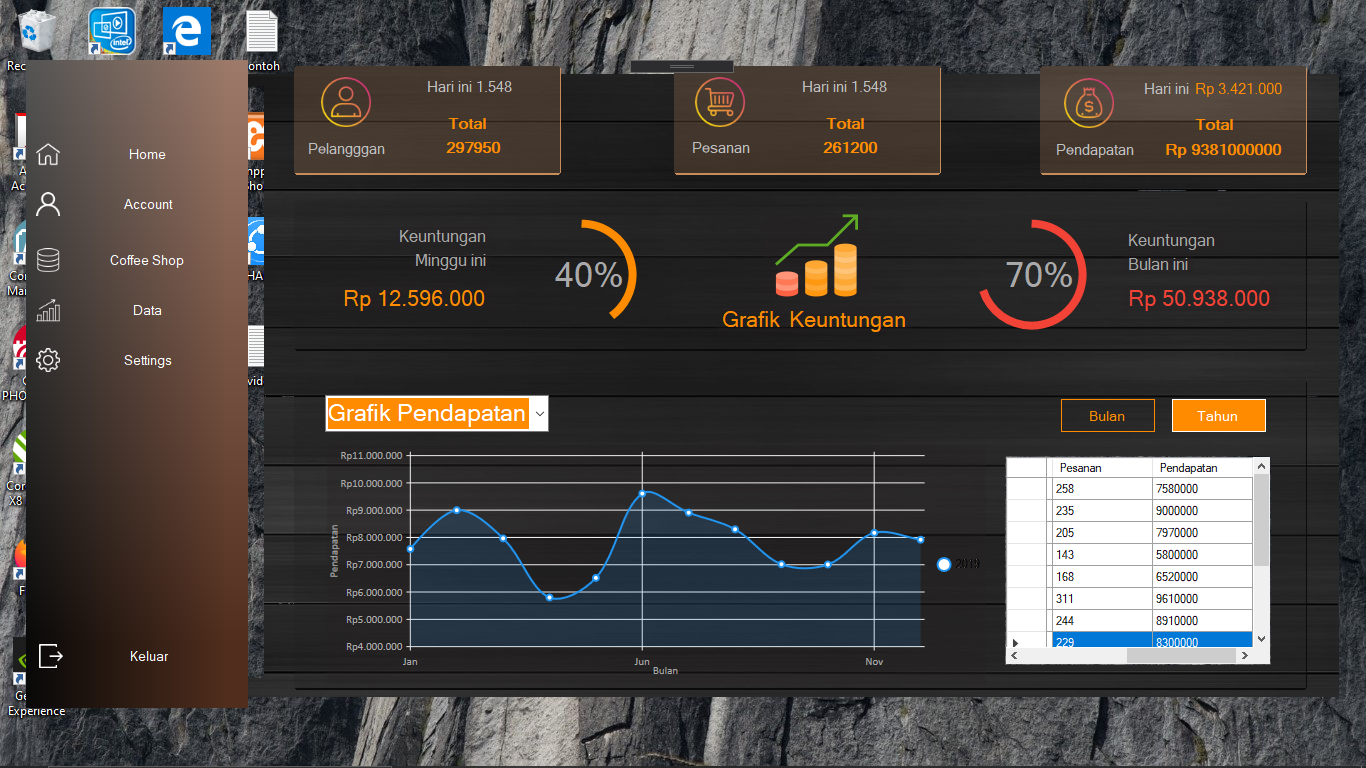 Rec
intel
ontoh
Home
Account
Coffee Shop
Data
Settings
Keluar
Experience
Hari ini 1.548
Total
Pelangggan
297950
Hari ini 1.548
Total
Pesanan
261200
Hari ini Rp 3.421.000
Total
Pendapatan
Rp 9381000000
Keuntungan
Minggu ini
Rp 12.596.000
40%
Grafik Keuntungan
70%
Keuntungan
Bulan ini
Rp 50.938.000
Grafik Pendapatan
Bulan
Tahun
Rp11.000.000
Rp10.000.000
Rp9.000.000
Rp8.000.000
Rp7.000.000
Rp6.000.000
Rp5.000.000
Rp4.000.000
Pendapatan
Jan
Jun
Nov
Bulan
2019
Pesanan Pendapatan
258 7580000
235 9000000
205 7970000
143 5800000
168 6520000
311 9610000
244 8910000
229 8300000